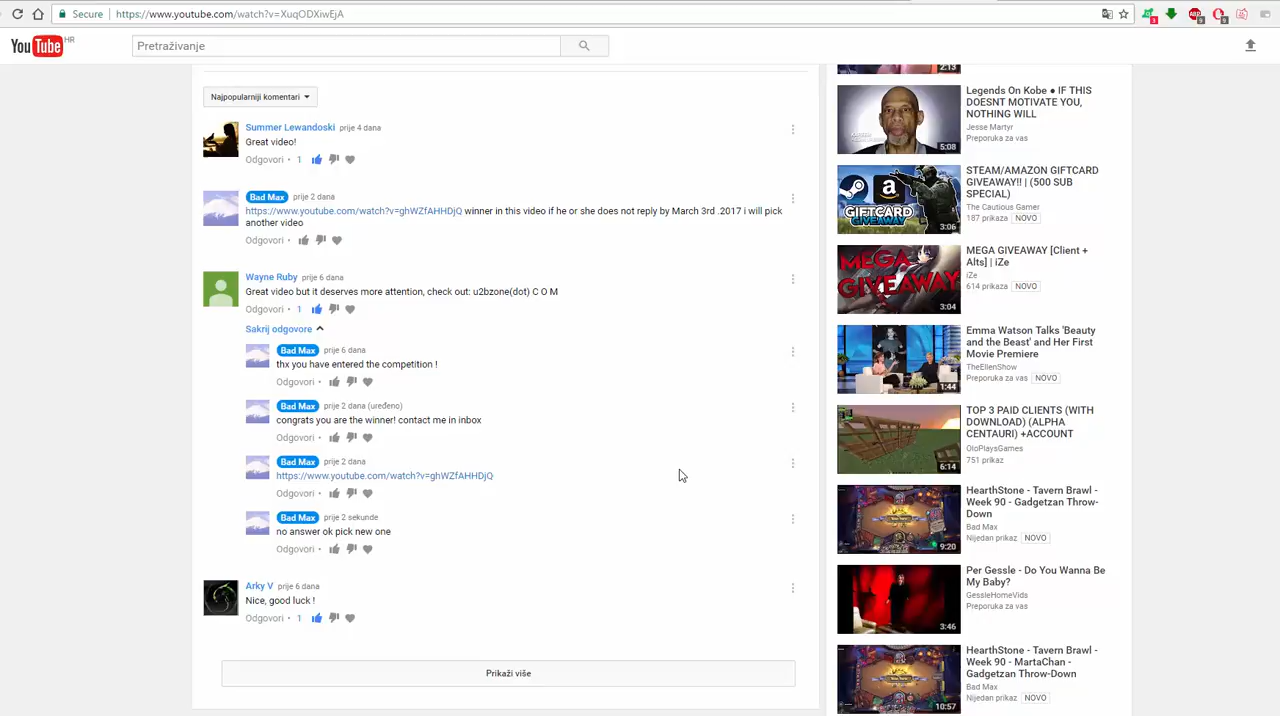 Secure
https://www.youtube.com/watch?v=XuqODXiwEjA
3
5
9
YouTube HR
Pretraživanje
Najpopularniji komentari
Summer Lewandoski prije 4 dana
Great video!
Odgovori • 1
Bad Max prije 2 dana
https://www.youtube.com/watch?v=ghWZfAHHDjQ winner in this video if he or she does not reply by March 3rd .2017 i will pick
another video
Odgovori •
Wayne Ruby prije 6 dana
Great video but it deserves more attention, check out: u2bzone(dot) C O M
Odgovori • 1
Sakrij odgovore
Bad Max prije 6 dana
thx you have entered the competition !
Odgovori •
Bad Max prije 2 dana (uređeno)
congrats you are the winner! contact me in inbox
Odgovori •
Bad Max prije 2 dana
https://www.youtube.com/watch?v=ghWZfAHHDjQ
Odgovori •
Bad Max prije 2 sekunde
no answer ok pick new one
Odgovori •
Arky V prije 6 dana
Nice, good luck !
Odgovori • 1
Prikaži više
2:13
Legends On Kobe ● IF THIS
DOESNT MOTIVATE YOU,
NOTHING WILL
Jesse Martyr
Preporuka za vas
5:08
STEAM/AMAZON GIFTCARD
GIVEAWAY!! | (500 SUB
SPECIAL)
The Cautious Gamer
187 prikaza NOVO
GIFTCARD
GIVEAWAY
3:06
MEGA GIVEAWAY [Client +
Alts] | iZe
iZe
614 prikaza NOVO
MEGA
GIVEAWAY
3:04
Emma Watson Talks 'Beauty
and the Beast' and Her First
Movie Premiere
TheEllenShow
Preporuka za vas NOVO
1:44
TOP 3 PAID CLIENTS (WITH
DOWNLOAD) (ALPHA
CENTAURI) +ACCOUNT
OloPlaysGames
751 prikaz
6:14
HearthStone - Tavern Brawl -
Week 90 - Gadgetzan Throw-
Down
Bad Max
Nijedan prikaz NOVO
9:20
Per Gessle - Do You Wanna Be
My Baby?
GessleHomeVids
Preporuka za vas
3:46
HearthStone - Tavern Brawl -
Week 90 - MartaChan -
Gadgetzan Throw-Down
Bad Max
Nijedan prikaz NOVO
10:57